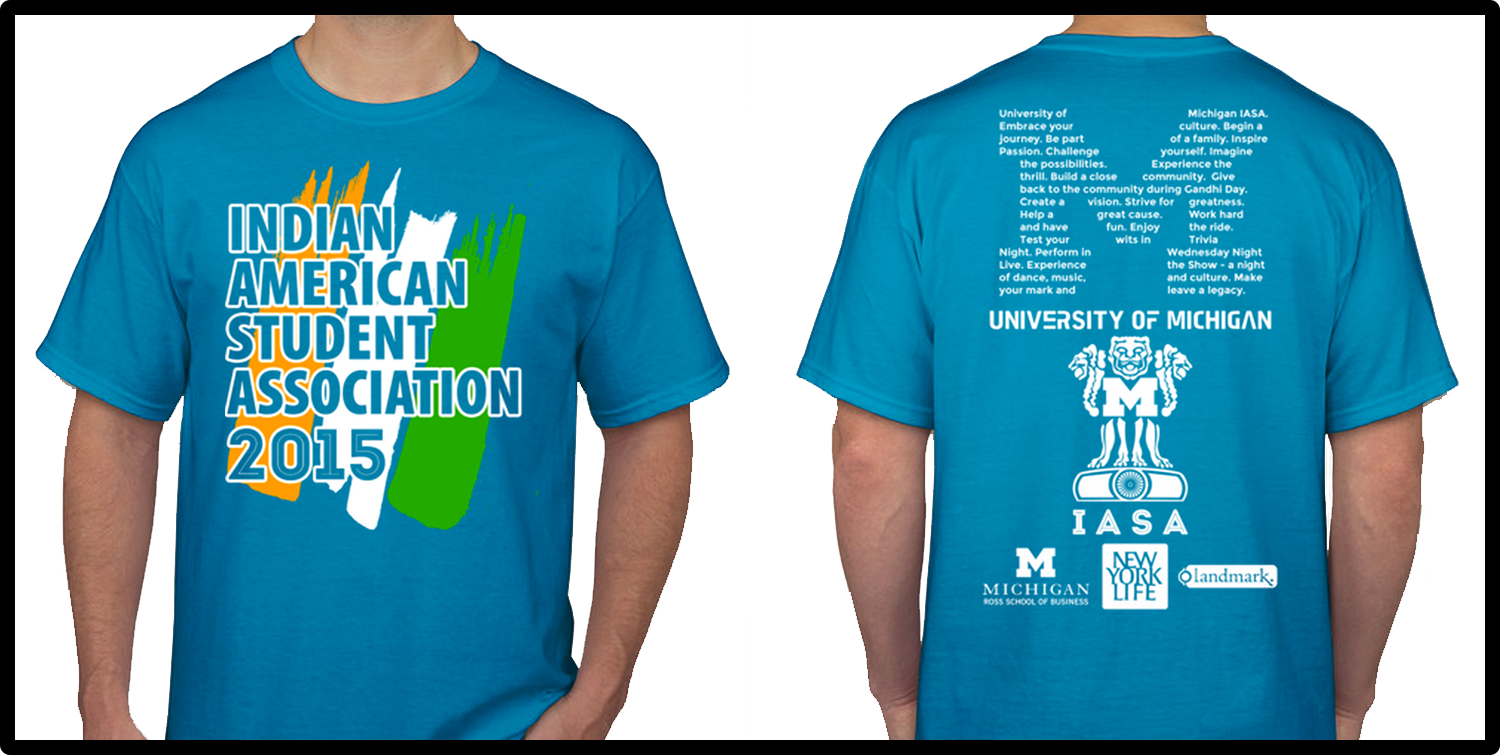 INDIAN
AMERICAN
STUDENT
ASSOCIATION
2015
University of Michigan IASA.
Embrace your culture. Begin a
journey. Be part of a family. Inspire
Passion. Challenge yourself. Imagine
the possibilities. Experience the
thrill. Build a close community. Give
back to the community during Gandhi Day.
Create a vision. Strive for greatness.
Help a great cause. Work hard
and have fun. Enjoy the ride.
Test your wits in Trivia
Night. Perform in Wednesday Night
Live. Experience the Show - a night
of dance, music, and culture. Make
your mark and leave a legacy.
UNIVERSITY OF MICHIGAN
M
IASA
M
MICHIGAN
ROSS SCHOOL OF BUSINESS
NEW
YORK
LIFE
landmark.